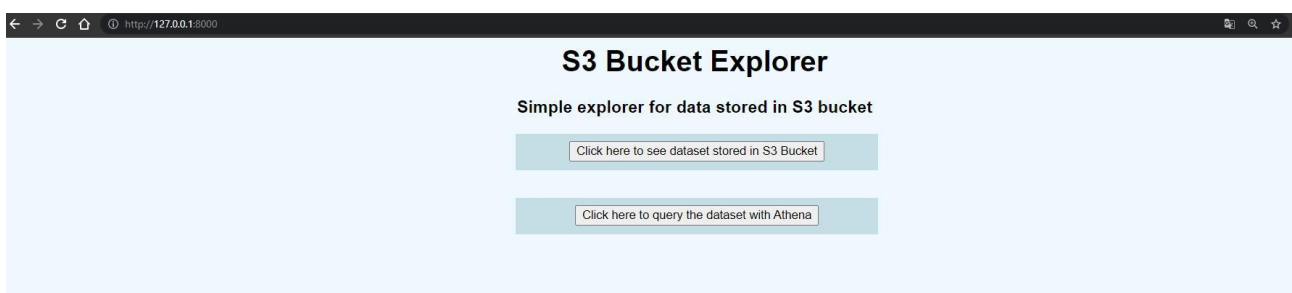 http://127.0.0.1:8000
S3 Bucket Explorer
Simple explorer for data stored in S3 bucket
Click here to see dataset stored in S3 Bucket
Click here to query the dataset with Athena